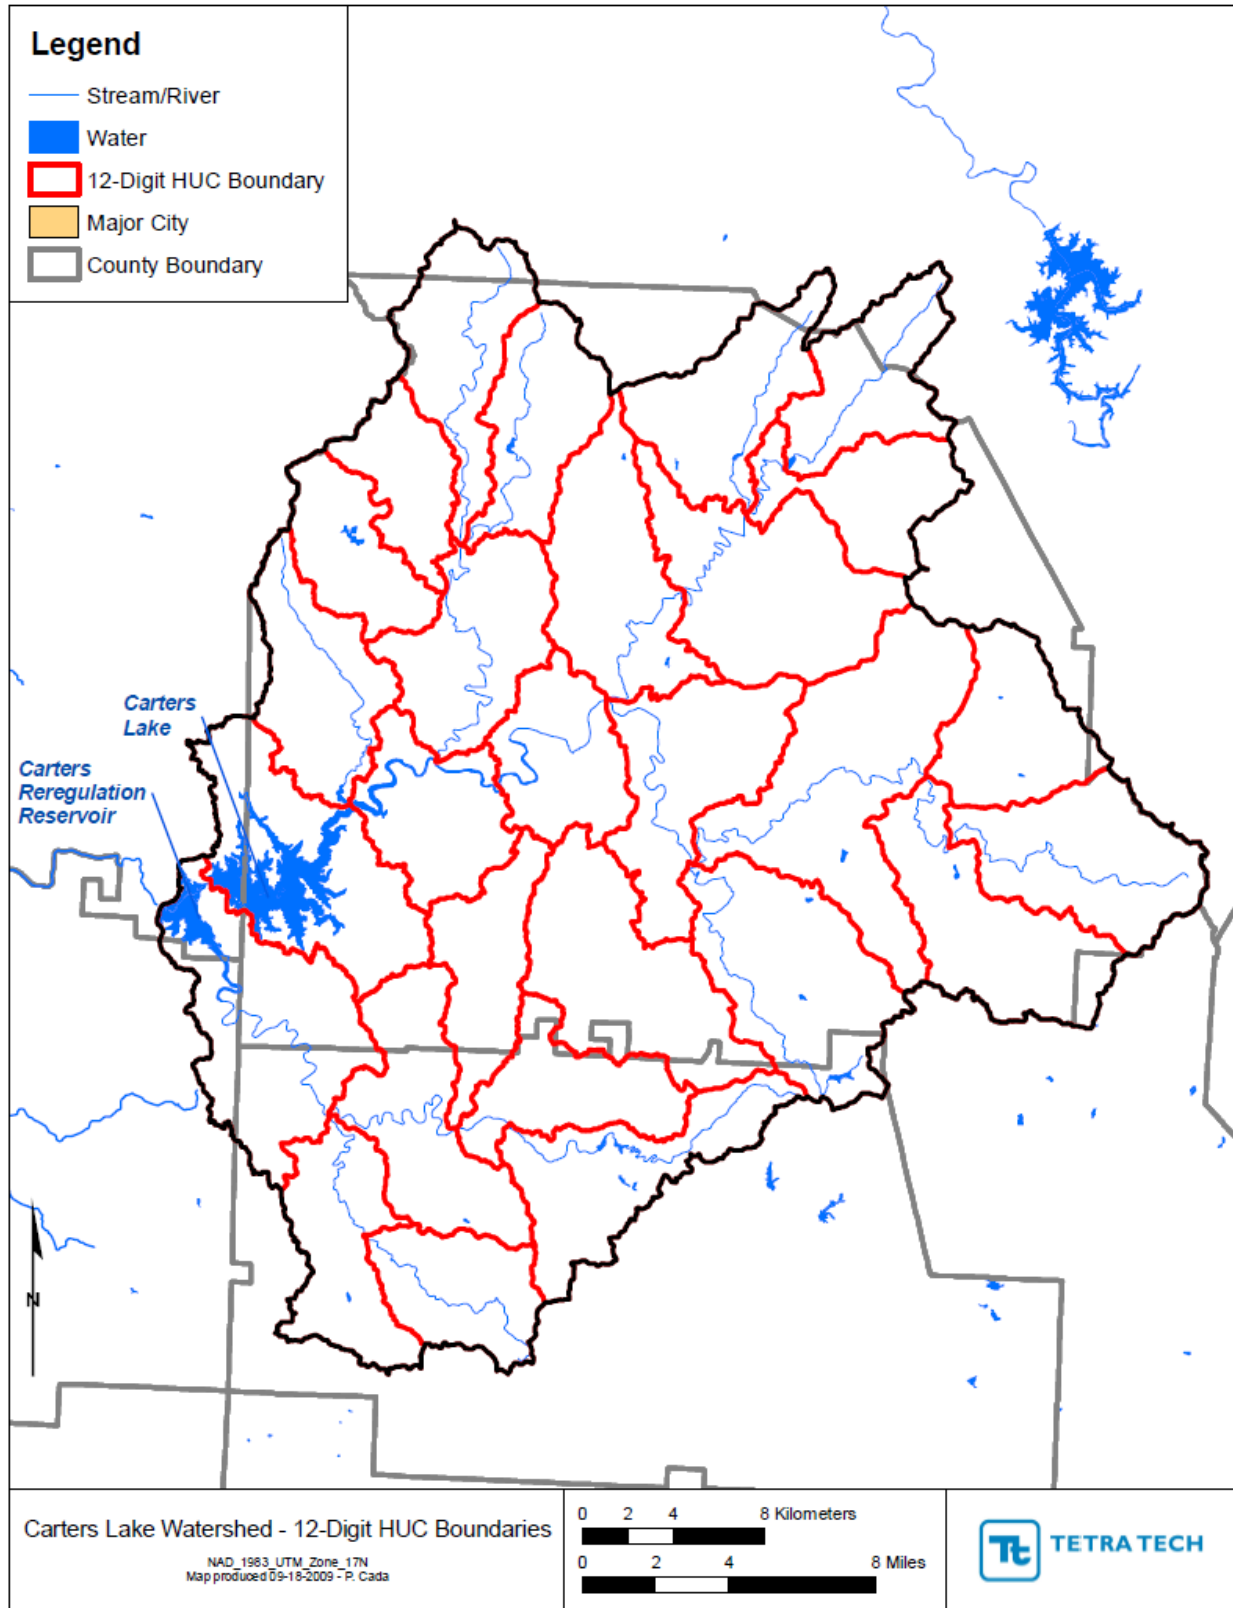 Legend
Stream/River
Water
12-Digit HUC Boundary
Major City
County Boundary
Carters
Lake
Carters
Reregulation
Reservoir
N
Carters Lake Watershed - 12-Digit HUC Boundaries
NAD_1983_UTM_Zone_17N
Map produced 09-18-2009 - P. Cada
0 2 4 8 Kilometers
0 2 4 8 Miles
Tt TETRA TECH